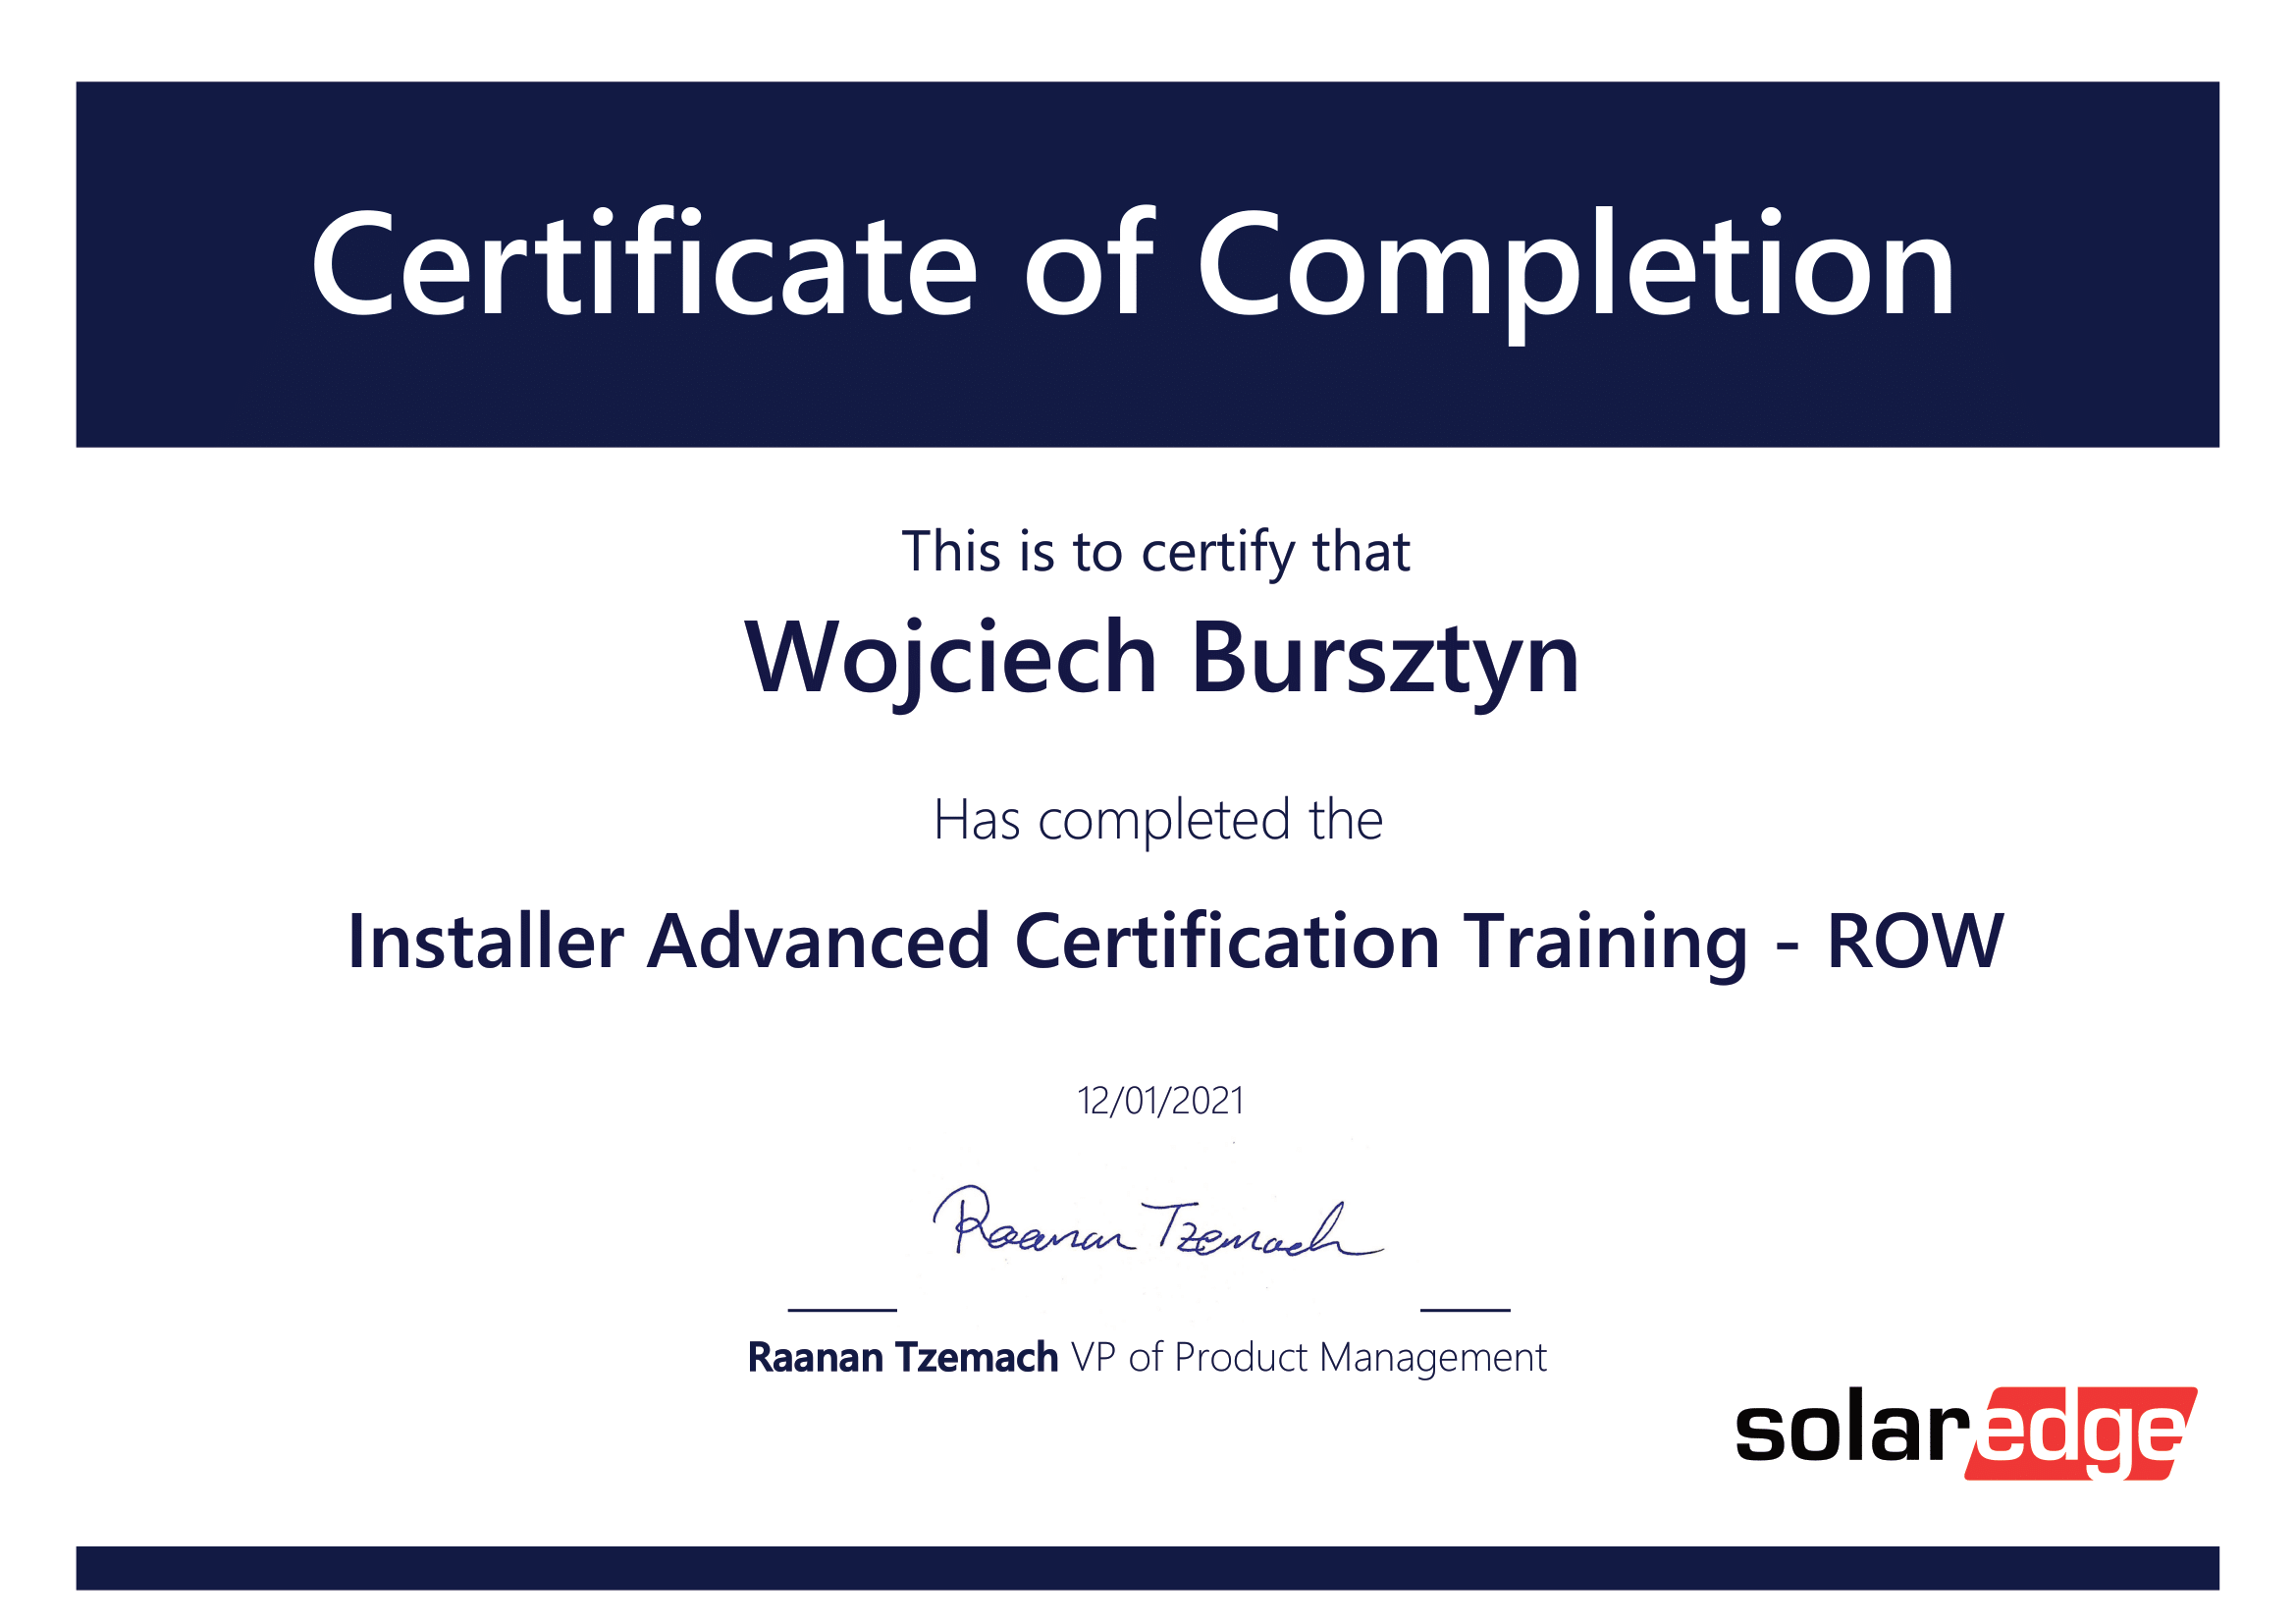 Certificate of Completion
This is to certify that
Wojciech Bursztyn
Has completed the
Installer Advanced Certification Training - ROW
12/01/2021
Raanan Tzemach
Raanan Tzemach VP of Product Management
solaredge